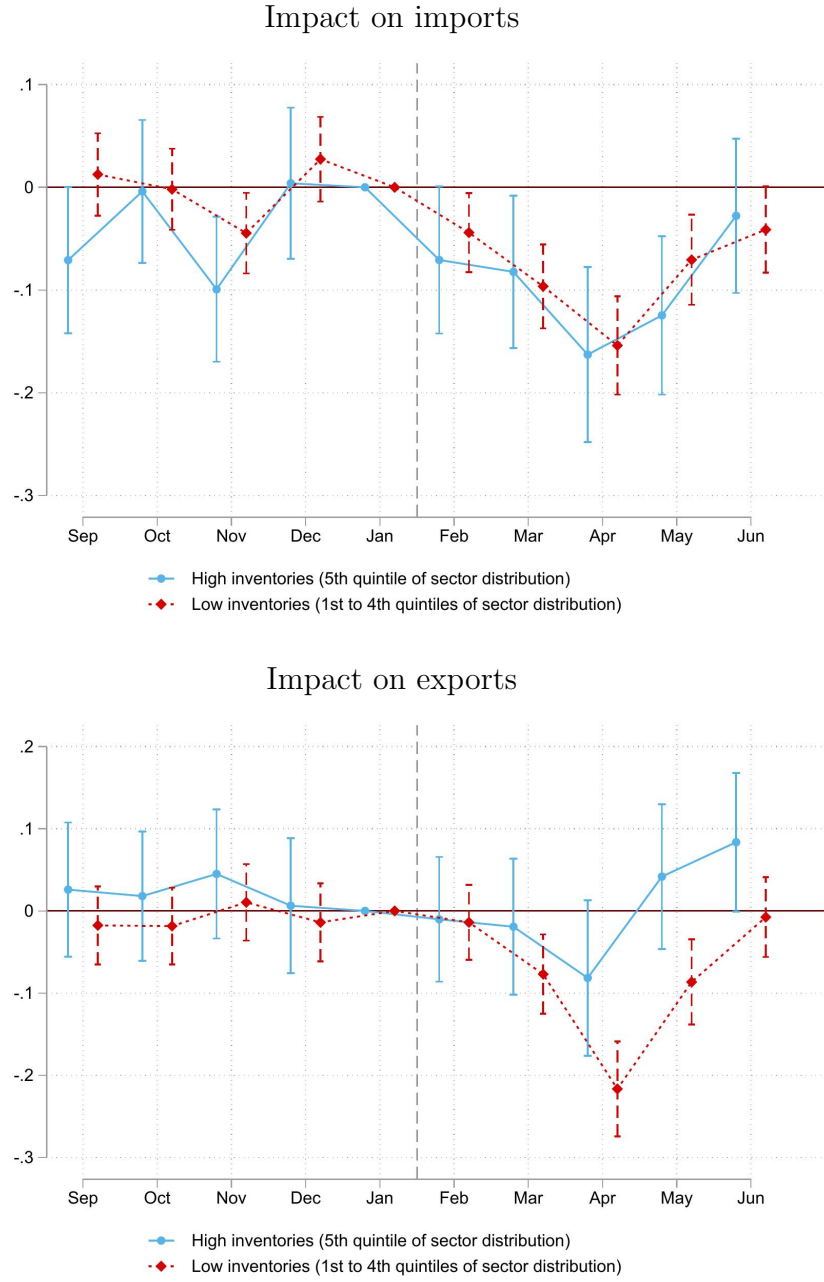 Impact on imports
.1
0
-.1
-.2
-.3
Sep Oct Nov Dec Jan Feb Mar Apr May Jun
High inventories (5th quintile of sector distribution)
Low inventories (1st to 4th quintiles of sector distribution)
Impact on exports
.2
.1
0
-.1
-.2
-.3
Sep Oct Nov Dec Jan Feb Mar Apr May Jun
High inventories (5th quintile of sector distribution)
Low inventories (1st to 4th quintiles of sector distribution)